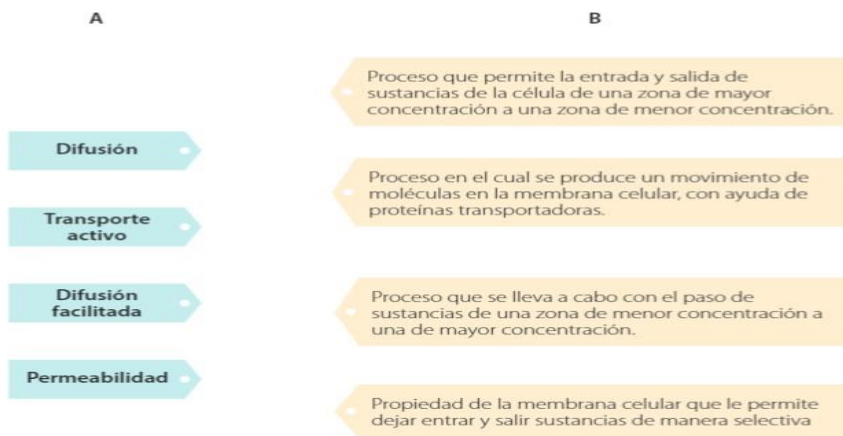 A
B
Difusión
Transporte
activo
Difusión
facilitada
Permeabilidad
Proceso que permite la entrada y salida de
sustancias de la célula de una zona de mayor
concentración a una zona de menor concentración.
Proceso en el cual se produce un movimiento de
moléculas en la membrana celular, con ayuda de
proteínas transportadoras.
Proceso que se lleva a cabo con el paso de
sustancias de una zona de menor concentración a
una de mayor concentración.
Propiedad de la membrana celular que le permite
dejar entrar y salir sustancias de manera selectiva